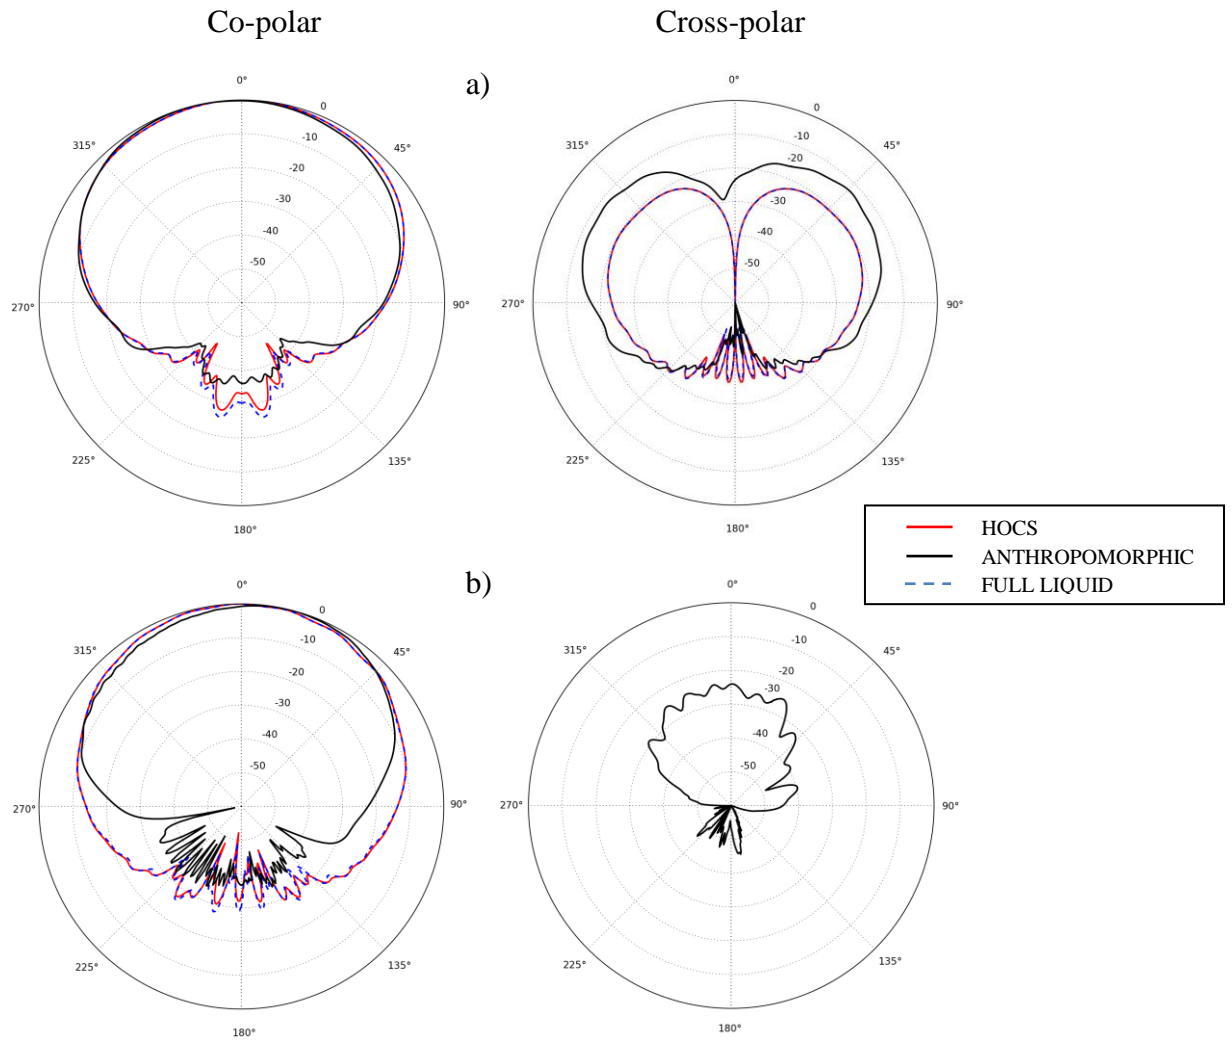 Co-polar Cross-polar
a)
0° 0°
0 0
315° 45° 315° 45°
-10 -10
-20 -20
-30 -30
-40 -40
-50 -50
270° 90° 270° 90°
225° 135° 225° 135°
180° 180°
HOCS
ANTHROPOMORPHIC
FULL LIQUID
b)
0° 0°
0 0
315° 45° 315° 45°
-10 -10
-20 -20
-30 -30
-40 -40
-50 -50
270° 90° 270° 90°
225° 135° 225° 135°
180° 180°